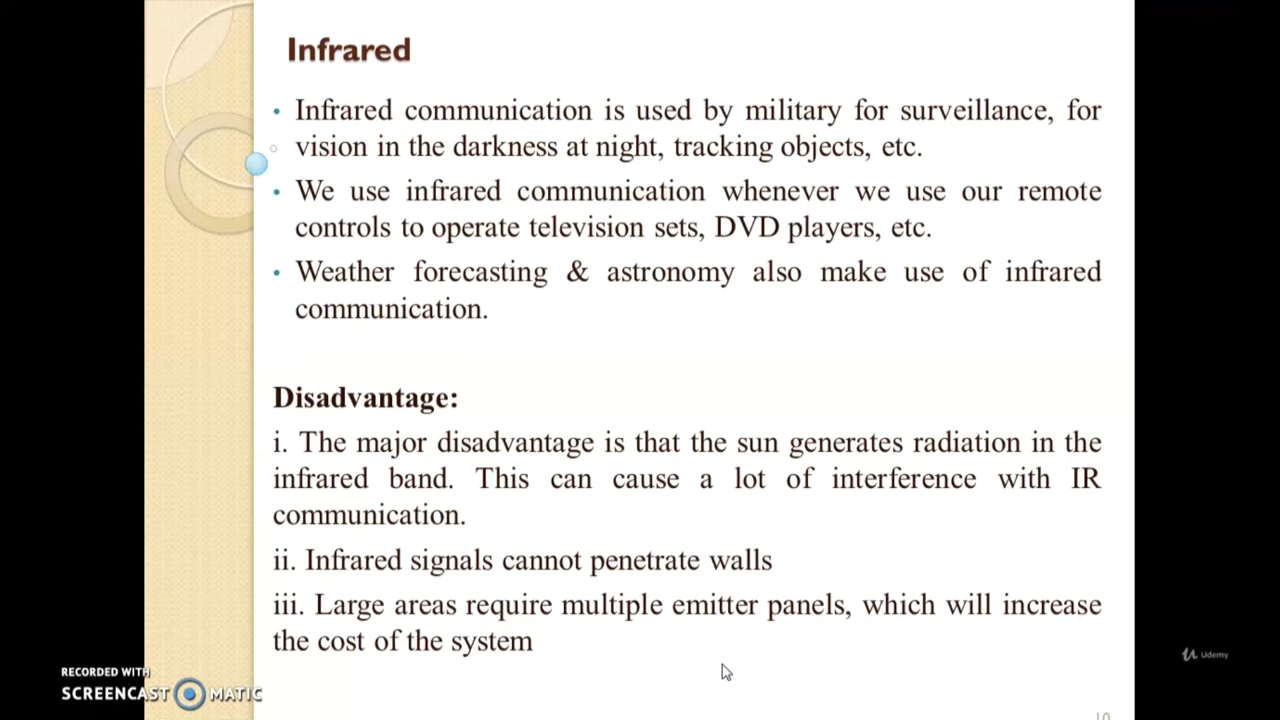 Infrared
• Infrared communication is used by military for surveillance, for
vision in the darkness at night, tracking objects, etc.
• We use infrared communication whenever we use our remote
controls to operate television sets, DVD players, etc.
• Weather forecasting & astronomy also make use of infrared
communication.
Disadvantage:
i. The major disadvantage is that the sun generates radiation in the
infrared band. This can cause a lot of interference with IR
communication.
ii. Infrared signals cannot penetrate walls
iii. Large areas require multiple emitter panels, which will increase
the cost of the system
RECORDED WITH
SCREENCAST MATIC
Udemy